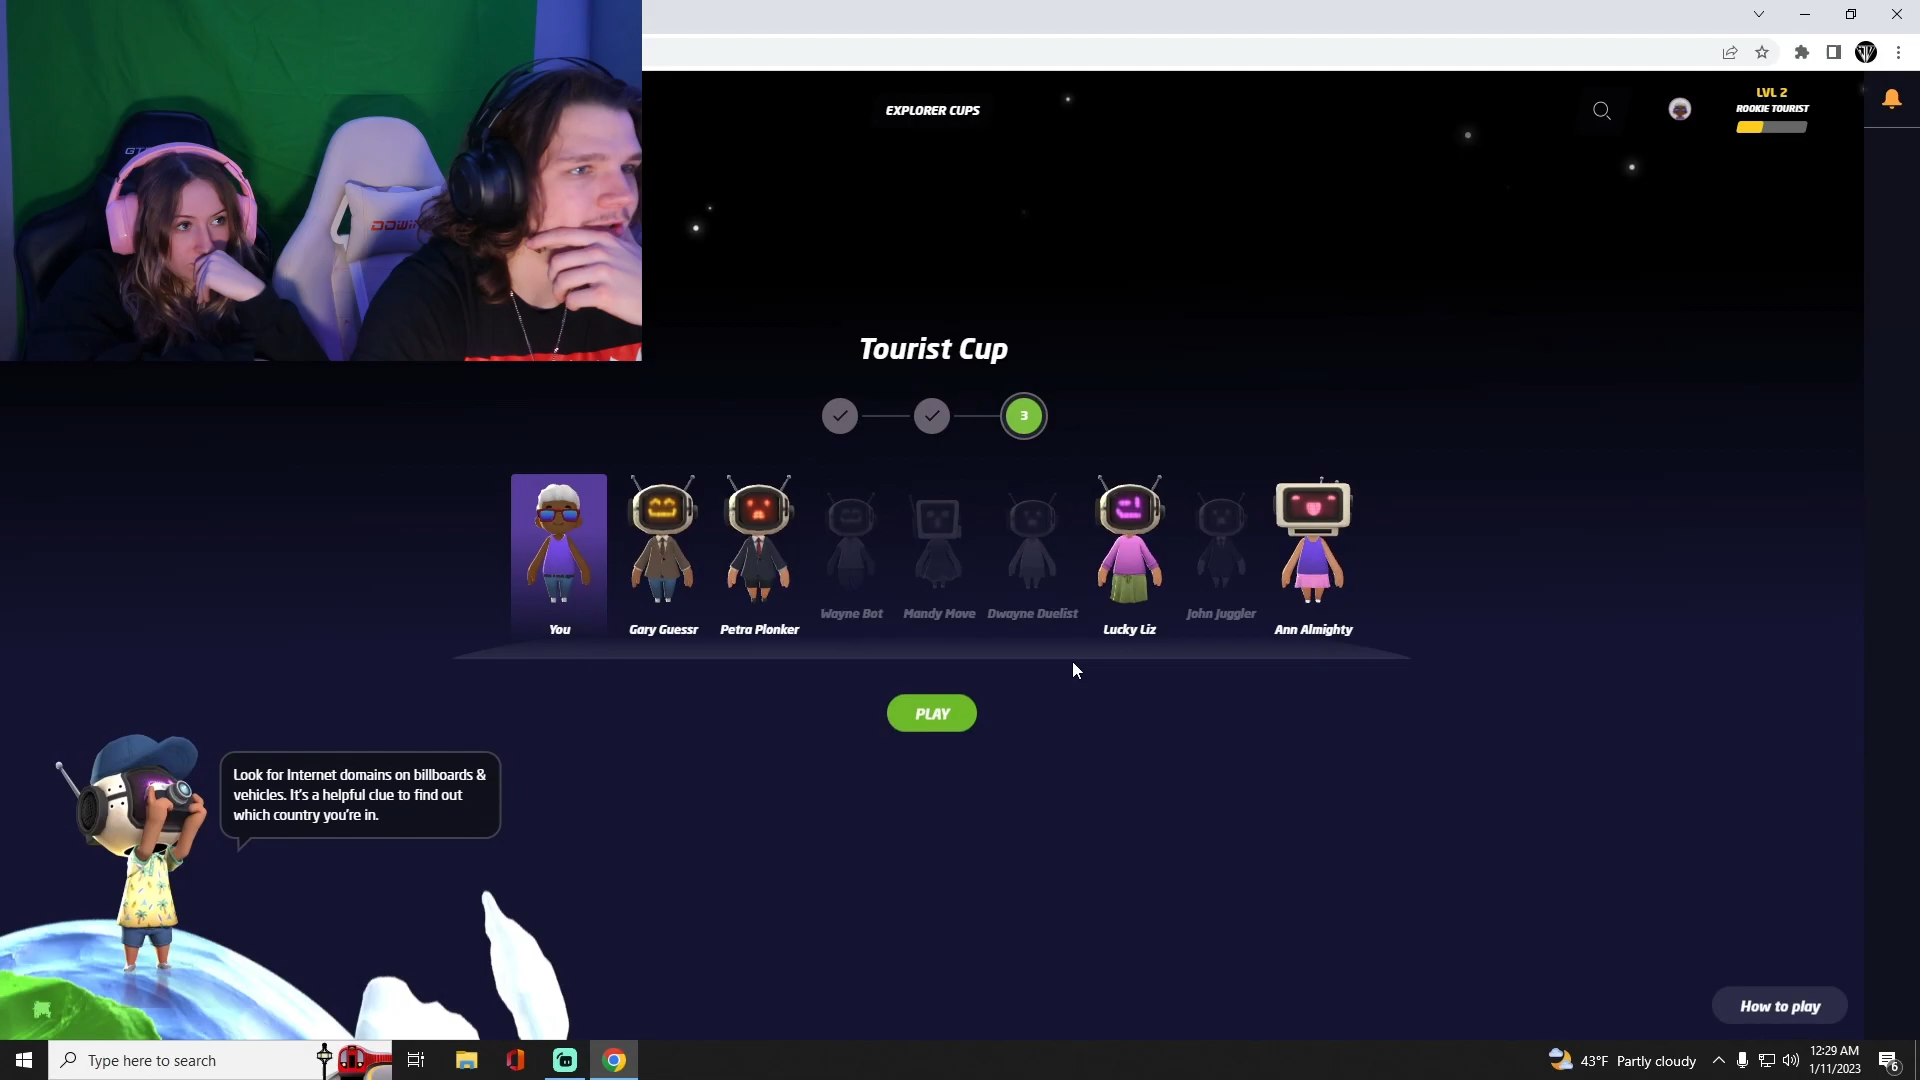 EXPLORER CUPS
LVL 2
ROOKIE TOURIST
Tourist Cup
3
You
Gary Guessr
Petra Plonker
Wayne Bot
Mandy Move
Dwayne Duelist
Lucky Liz
John Juggler
Ann Almighty
PLAY
Look for Internet domains on billboards &
vehicles. It's a helpful clue to find out
which country you're in.
How to play
Type here to search
43°F Partly cloudy
12:29 AM
1/11/2023
6